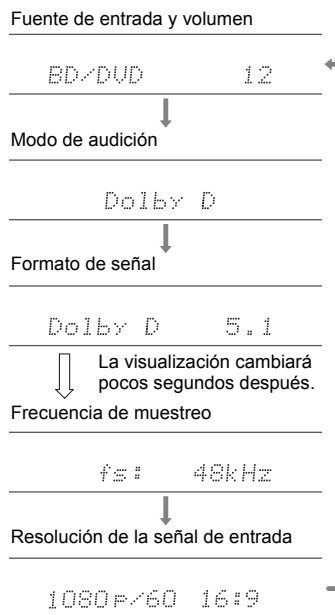 Fuente de entrada y volumen
BD/DVD 12
Modo de audición
Dolby D
Formato de señal
Dolby D 5.1
La visualización cambiará
pocos segundos después.
Frecuencia de muestreo
fs: 48kHz
Resolución de la señal de entrada
1080p/60 16:9